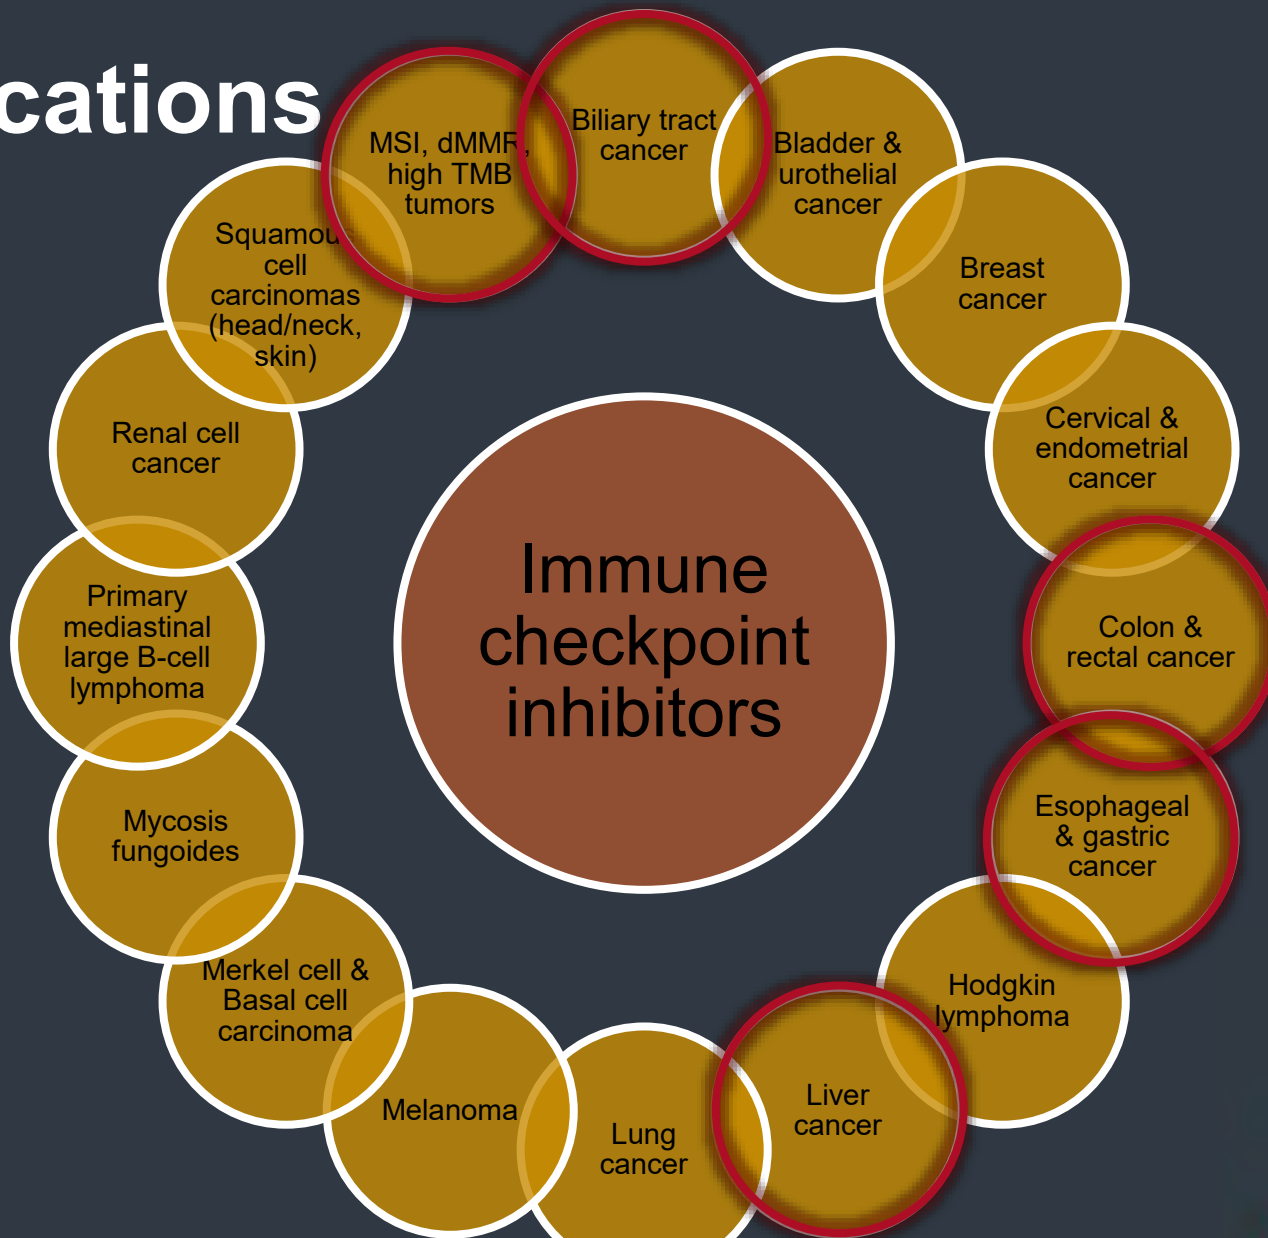 cations
MSI, dMMR,
high TMB
tumors
Biliary tract
cancer
Bladder &
urothelial
cancer
Breast
cancer
Cervical &
endometrial
cancer
Colon &
rectal cancer
Esophageal
& gastric
cancer
Hodgkin
lymphoma
Liver
cancer
Lung
cancer
Melanoma
Merkel cell &
Basal cell
carcinoma
Mycosis
fungoides
Primary
mediastinal
large B-cell
lymphoma
Renal cell
cancer
Squamous
cell
carcinomas
(head/neck,
skin)
Immune
checkpoint
inhibitors